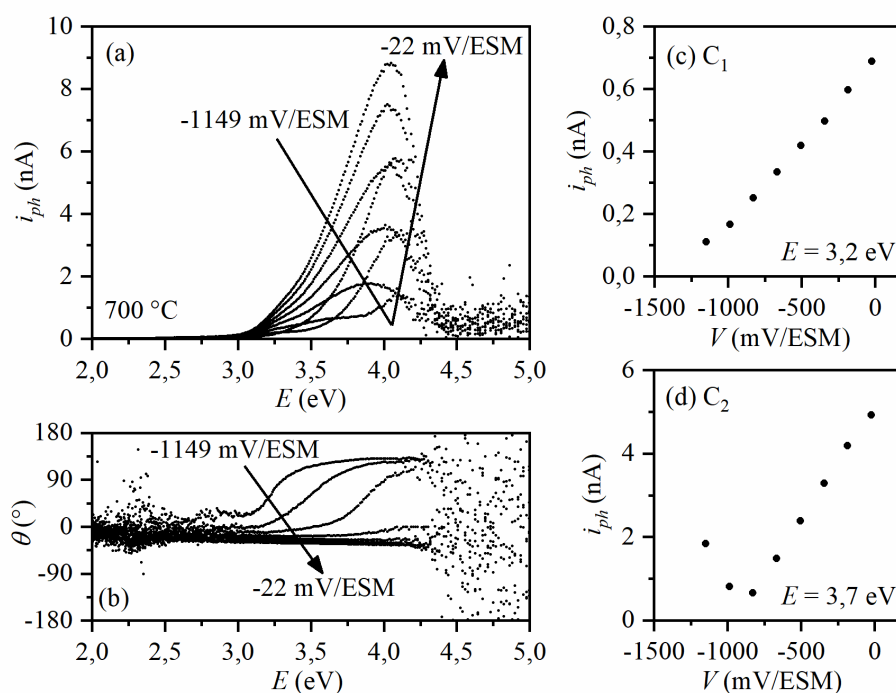 (a)
-22 mV/ESM
-1149 mV/ESM
700 °C
i_ph (nA)
10
8
6
4
2
0
2,0 2,5 3,0 3,5 4,0 4,5 5,0
E (eV)
(c) C₁
i_ph (nA)
0,8
0,6
0,4
0,2
0,0
E = 3,2 eV
-1500 -1000 -500 0
V (mV/ESM)
-1149 mV/ESM
-22 mV/ESM
(b)
θ (°)
180
90
0
-90
-180
2,0 2,5 3,0 3,5 4,0 4,5 5,0
E (eV)
(d) C₂
i_ph (nA)
6
4
2
0
E = 3,7 eV
-1500 -1000 -500 0
V (mV/ESM)